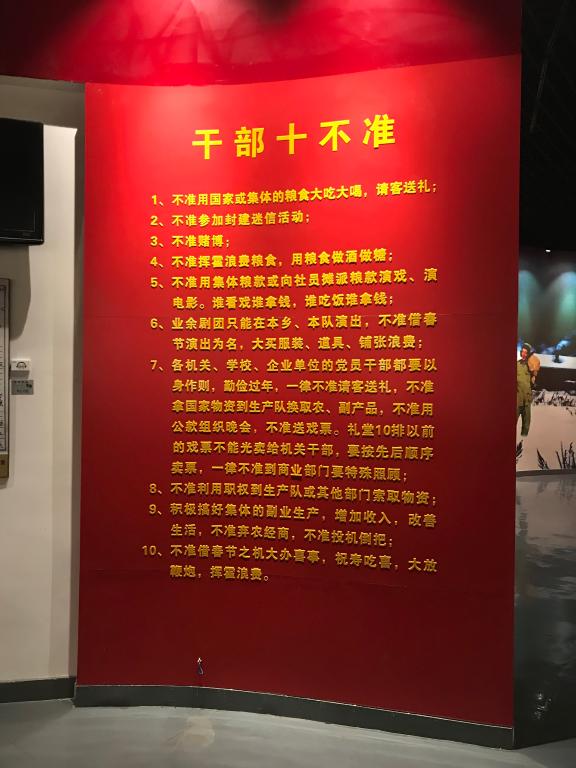 干部十不准
1、不准用国家或集体的粮食大吃大喝，请客送礼；
2、不准参加封建迷信活动；
3、不准赌博；
4、不准挥霍浪费粮食，用粮食做酒做糖；
5、不准用集体粮款或向社员摊派粮款演戏、演
电影。谁看戏谁拿钱，谁吃饭谁拿钱；
6、业余剧团只能在本乡、本队演出，不准借春
节演出为名，大买服装、道具、铺张浪费；
7、各机关、学校、企业单位的党员干部都要以
身作则，勤俭过年，一律不准请客送礼，不准
拿国家物资到生产队换取农、副产品，不准用
公款组织晚会，不准送戏票。礼堂10排以前
的戏票不能光卖给机关干部，要按先后顺序
卖票，一律不准到商业部门要特殊照顾；
8、不准利用职权到生产队或其他部门索取物资；
9、积极搞好集体的副业生产，增加收入，改善
生活，不准弃农经商，不准投机倒把；
10、不准借春节之机大办喜事，祝寿吃喜，大放
鞭炮，挥霍浪费。